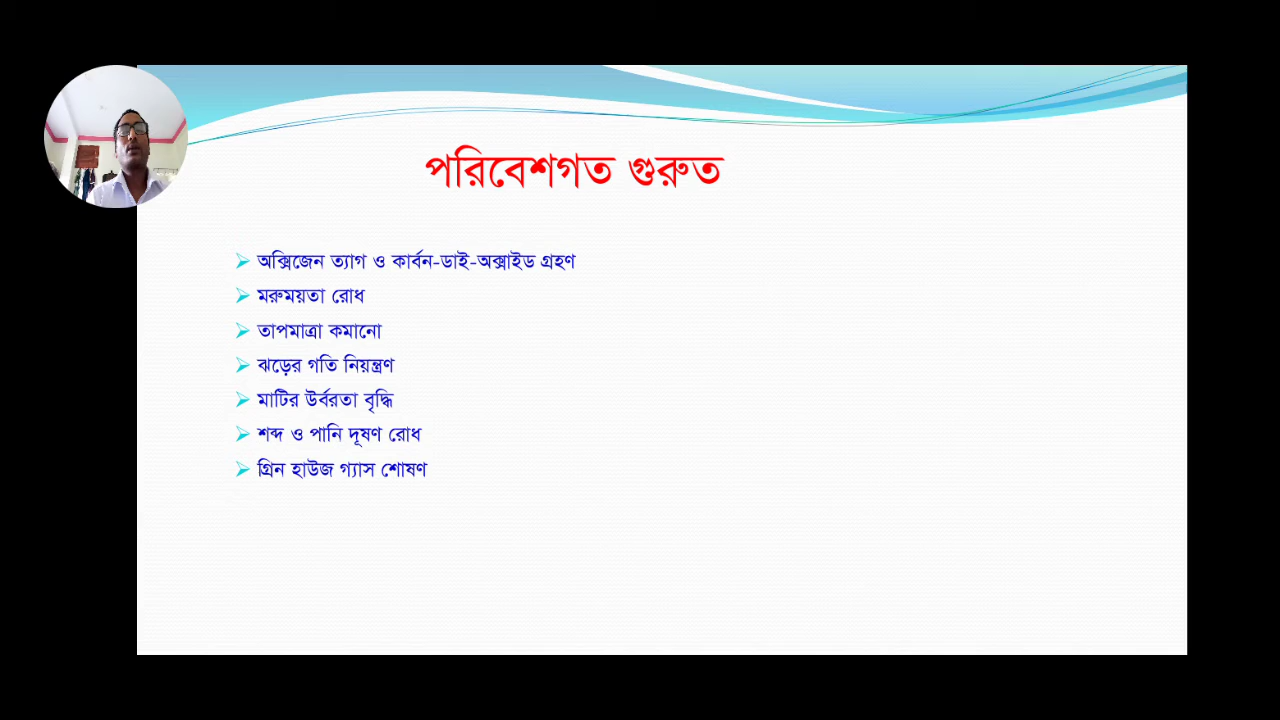 পরিবেশগত গুরুত
অক্সিজেন ত্যাগ ও কার্বন-ডাই-অক্সাইড গ্রহণ
মরুময়তা রোধ
তাপমাত্রা কমানো
ঝড়ের গতি নিয়ন্ত্রণ
মাটির উর্বরতা বৃদ্ধি
শব্দ ও পানি দূষণ রোধ
গ্রিন হাউজ গ্যাস শোষণ